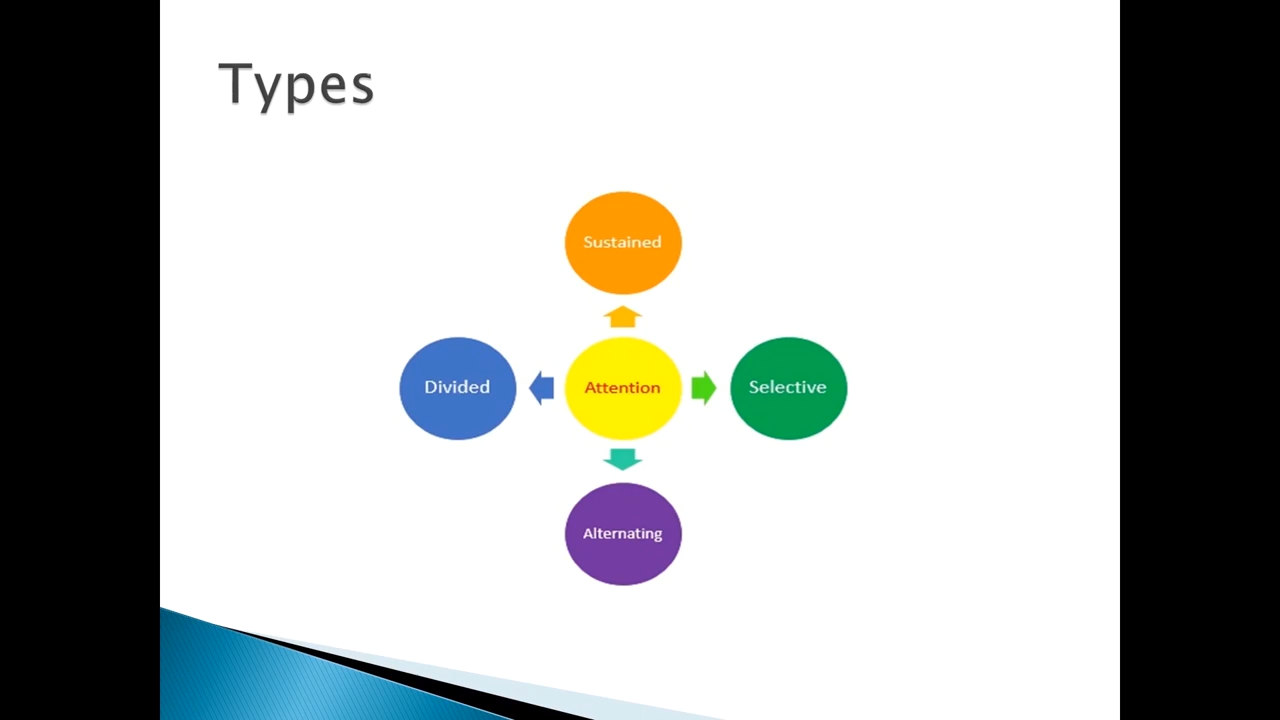 Types
Sustained
Divided
Attention
Selective
Alternating